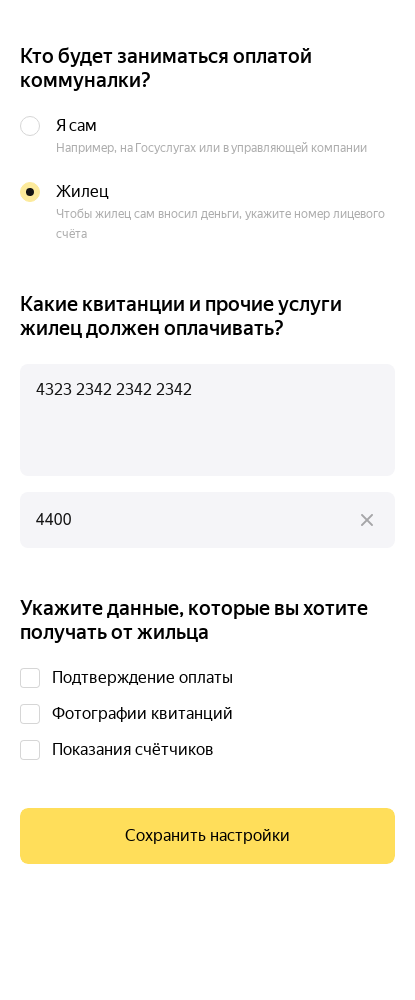 Кто будет заниматься оплатой
коммуналки?
Я сам
Например, на Госуслугах или в управляющей компании
Жилец
Чтобы жилец сам вносил деньги, укажите номер лицевого
счёта
Какие квитанции и прочие услуги
жилец должен оплачивать?
4323 2342 2342 2342
4400
Укажите данные, которые вы хотите
получать от жильца
Подтверждение оплаты
Фотографии квитанций
Показания счётчиков
Сохранить настройки